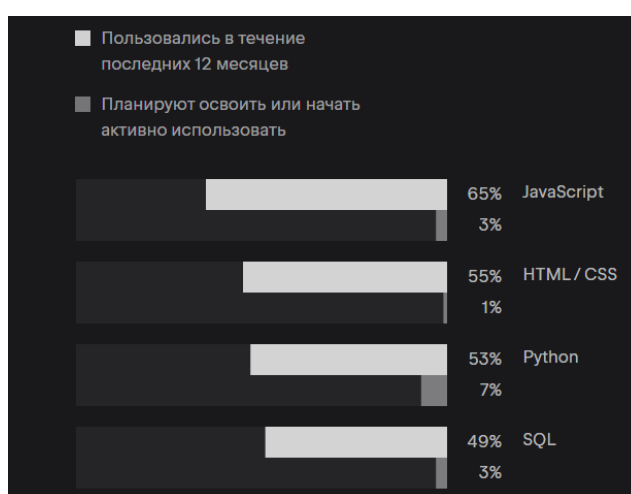 Пользовались в течение
последних 12 месяцев
Планируют освоить или начать
активно использовать
65% JavaScript
3%
55% HTML / CSS
1%
53% Python
7%
49% SQL
3%